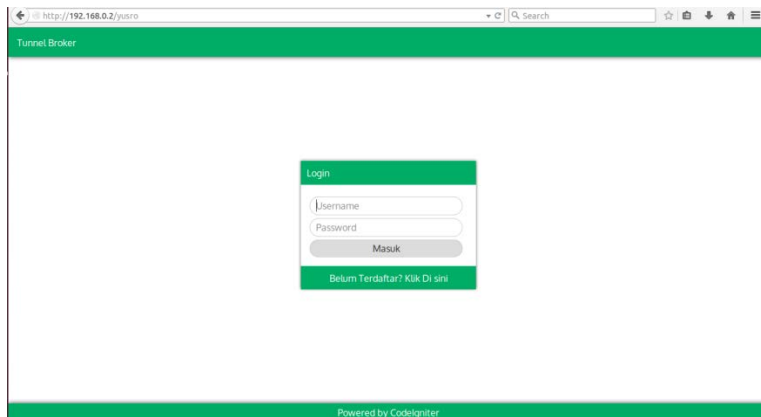 http://192.168.0.2/yusro
Search
Tunnel Broker
Login
Username
Password
Masuk
Belum Terdaftar? Klik Di sini
Powered by CodeIgniter